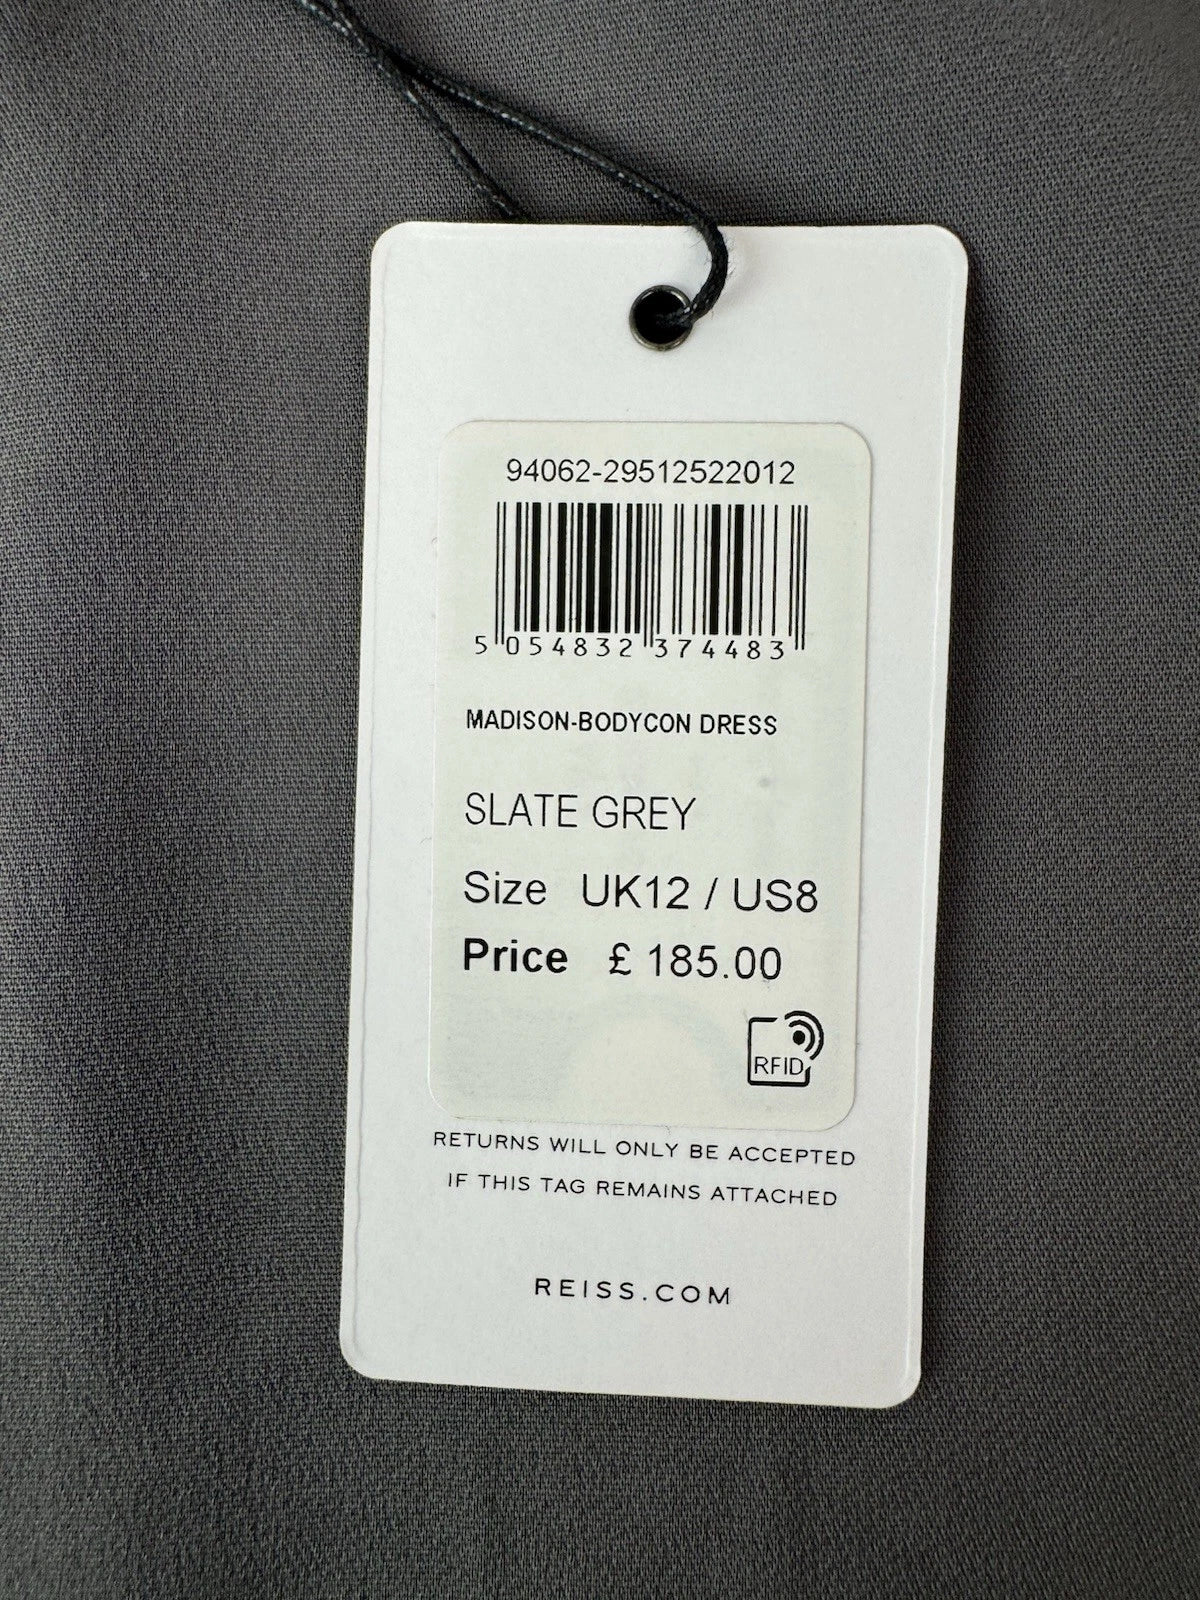 94062-29512522012
5 054832 374483
MADISON-BODYCON DRESS
SLATE GREY
Size UK12 / US8
Price £ 185.00
RFID
RETURNS WILL ONLY BE ACCEPTED
IF THIS TAG REMAINS ATTACHED
REISS.COM